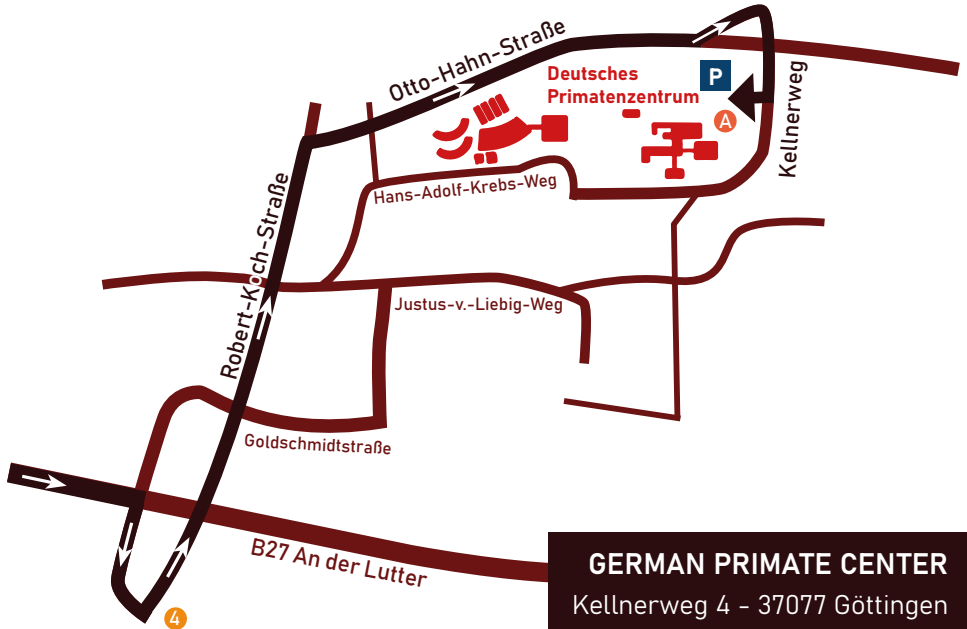 Otto-Hahn-Straße
Deutsches
Primatenzentrum
P
A
Kellnerweg
Hans-Adolf-Krebs-Weg
Robert-Koch-Straße
Justus-v.-Liebig-Weg
Goldschmidtstraße
B27 An der Lutter
4
GERMAN PRIMATE CENTER
Kellnerweg 4 - 37077 Göttingen